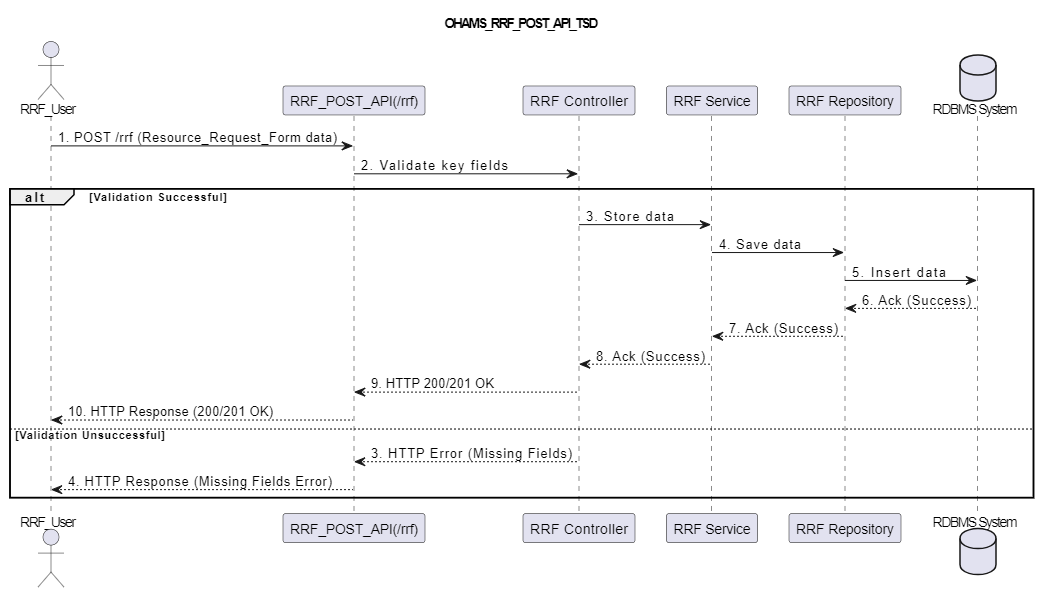 OHAMS_RRF_POST_API_TSD
RRF_User
RRF_POST_API(/rrf)
RRF Controller
RRF Service
RRF Repository
RDBMS System
1. POST /rrf (Resource_Request_Form data)
2. Validate key fields
alt
[Validation Successful]
3. Store data
4. Save data
5. Insert data
6. Ack (Success)
7. Ack (Success)
8. Ack (Success)
9. HTTP 200/201 OK
10. HTTP Response (200/201 OK)
[Validation Unsuccessful]
3. HTTP Error (Missing Fields)
4. HTTP Response (Missing Fields Error)
RRF_User
RRF_POST_API(/rrf)
RRF Controller
RRF Service
RRF Repository
RDBMS System